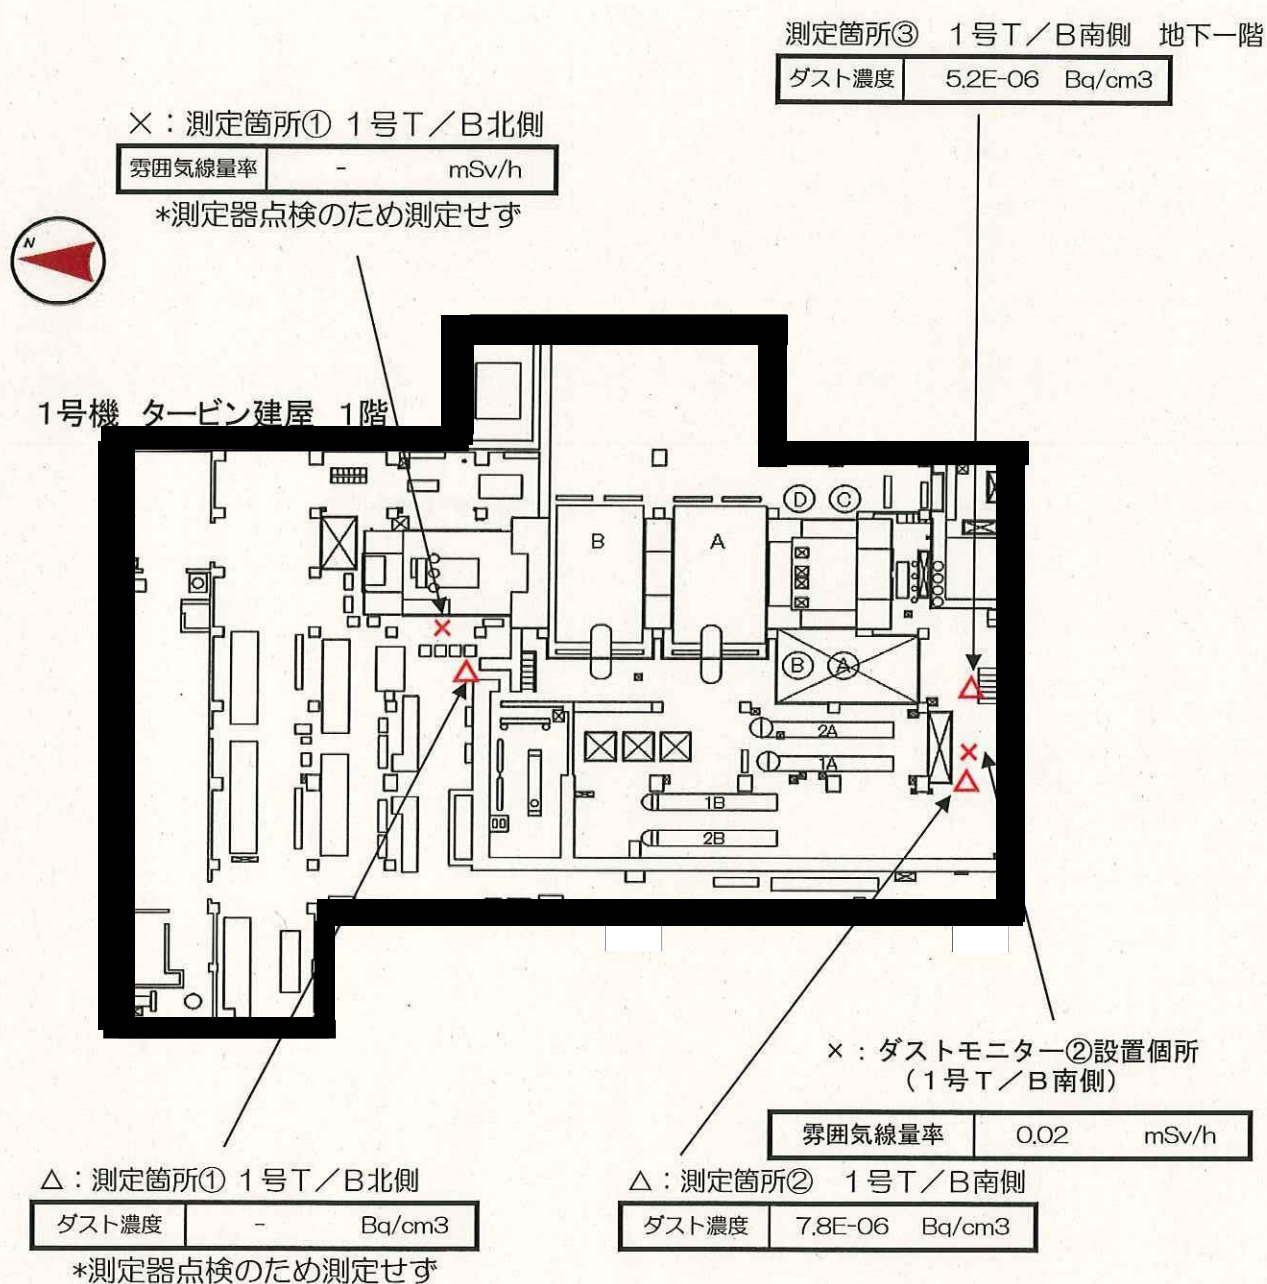 測定箇所③ 1号T/B南側 地下一階
ダスト濃度 5.2E-06 Bq/cm3
×:測定箇所① 1号T/B北側
雰囲気線量率 - mSv/h
*測定器点検のため測定せず
N
1号機 タービン建屋 1階
D C
B A
B A
2A
1A
1B
2B
×:ダストモニター②設置個所
(1号T/B南側)
雰囲気線量率 0.02 mSv/h
△:測定箇所① 1号T/B北側
ダスト濃度 - Bq/cm3
*測定器点検のため測定せず
△:測定箇所② 1号T/B南側
ダスト濃度 7.8E-06 Bq/cm3